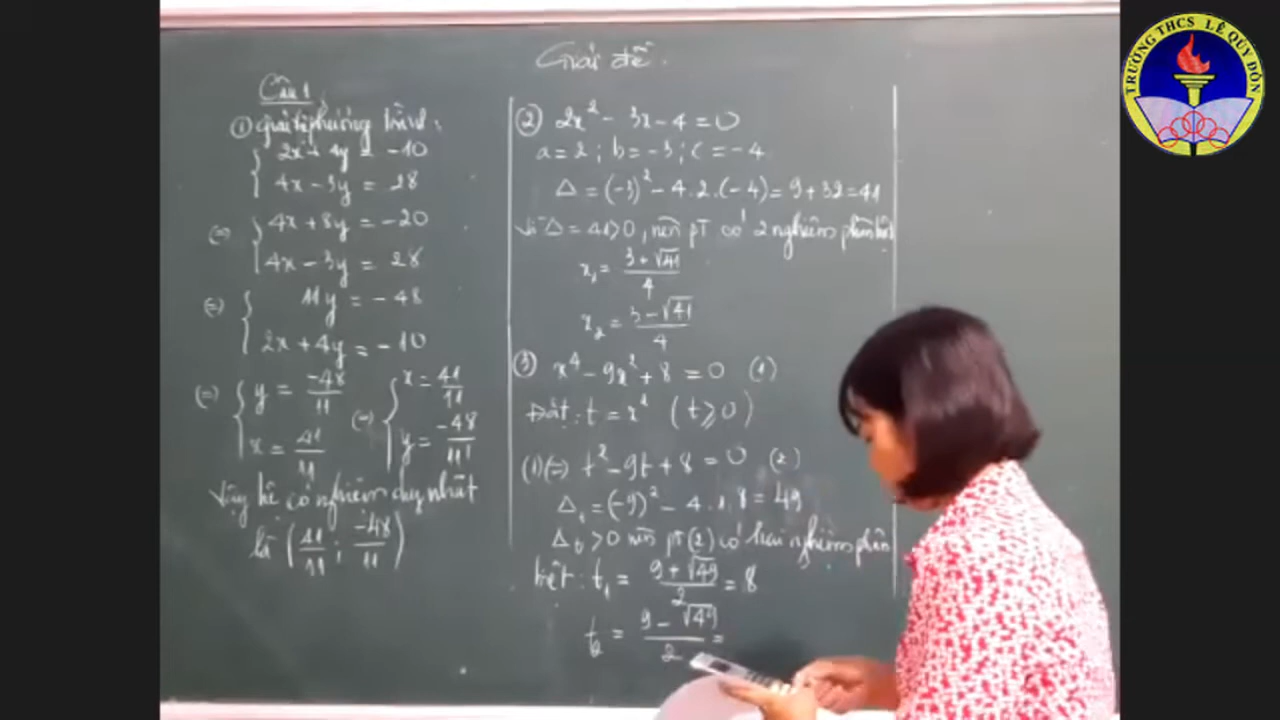 Giải đề.
Câu 1
① Giải hệ phương trình:
{ 2x + 4y = -10
{ 4x - 3y = 28
(=) { 4x + 8y = -20
{ 4x - 3y = 28
(=) { 11y = -48
{ 2x + 4y = -10
(=) { y = -48/11 (=) { x = 41/11
{ x = 41/11 { y = -48/11
Vậy hệ có nghiệm duy nhất
là (41/11 ; -48/11)
② 2x² - 3x - 4 = 0
a = 2 ; b = -3 ; c = -4
Δ = (-3)² - 4.2.(-4) = 9 + 32 = 41
Vì Δ = 41 > 0, nên pt có 2 nghiệm phân biệt
x₁ = (3 + √41)/4
x₂ = (3 - √41)/4
③ x⁴ - 9x² + 8 = 0 (1)
Đặt : t = x² (t ⩾ 0)
(1) (=) t² - 9t + 8 = 0 (2)
Δ = (-9)² - 4.1.8 = 49
Δt > 0 nên pt (2) có hai nghiệm phân
biệt : t₁ = (9 + √49)/2 = 8
t₂ = (9 - √49)/2 =
TRƯỜNG THCS LÊ QUÝ ĐÔN